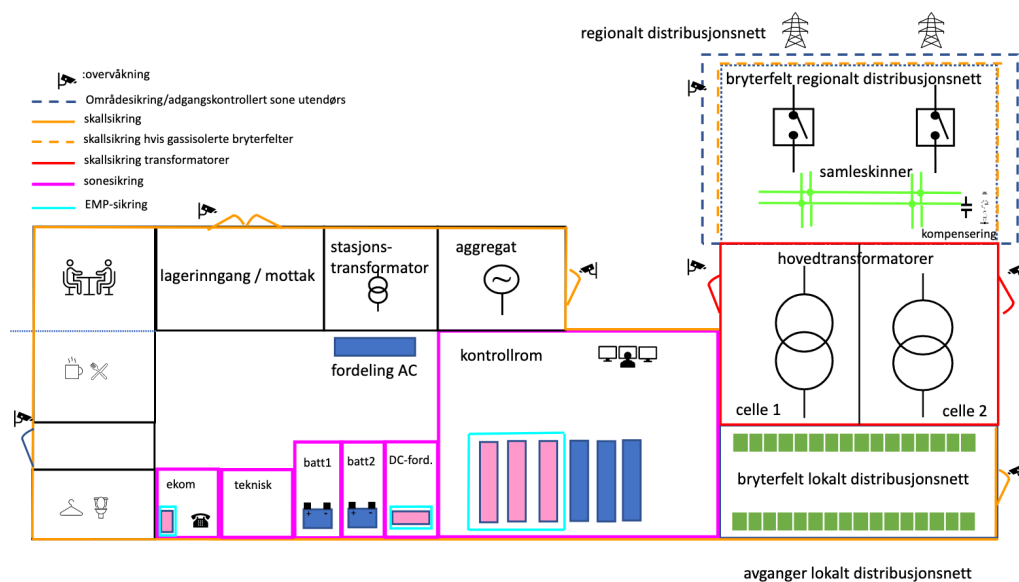 regionalt distribusjonsnett
:overvåkning
Områdesikring/adgangskontrollert sone utendørs
skallsikring
skallsikring hvis gassisolerte bryterfelter
skallsikring transformatorer
sonesikring
EMP-sikring
bryterfelt regionalt distribusjonsnett
samleskinner
kompensering
lagerinngang / mottak
stasjons-
transformator
aggregat
hovedtransformatorer
fordeling AC
kontrollrom
celle 1
celle 2
ekom
teknisk
batt1
batt2
DC-ford.
+ -
+ -
bryterfelt lokalt distribusjonsnett
avganger lokalt distribusjonsnett